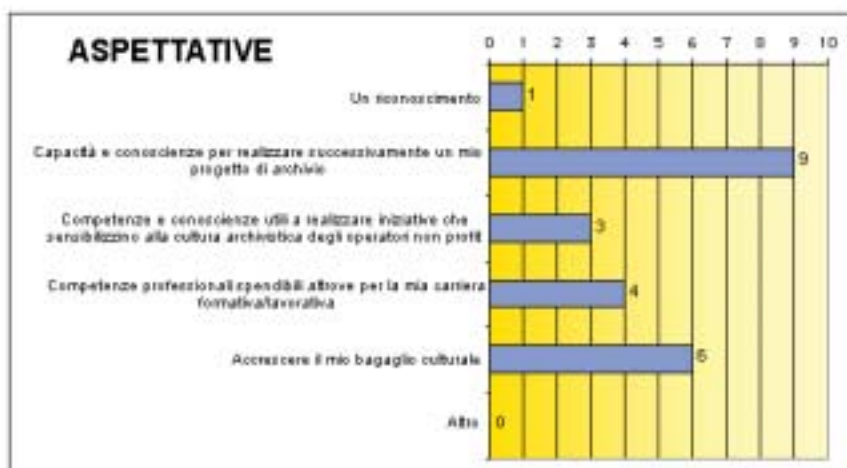 ASPETTATIVE
0 1 2 3 4 5 6 7 8 9 10
Un riconoscimento
1
Capacità e conoscienze per realizzare successivamente un mio
progetto di archivio
9
Competenze e conoscienze utili a realizzare iniziative che
sensibilizzino alla cultura archivistica degli operatori non profit
3
Competenze professionali spendibili altrove per la mia carriera
formativa/lavorativa
4
Accrescere il mio bagaglio culturale
6
Altro
0